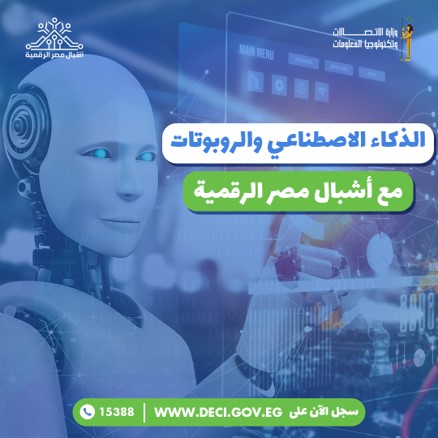 أشبال مصر الرقمية
وزارة الاتصالات
وتكنولوجيا المعلومات
MAIN MENU
الذكاء الاصطناعي والروبوتات
مع أشبال مصر الرقمية
سجل الآن على WWW.DECI.GOV.EG | 15388